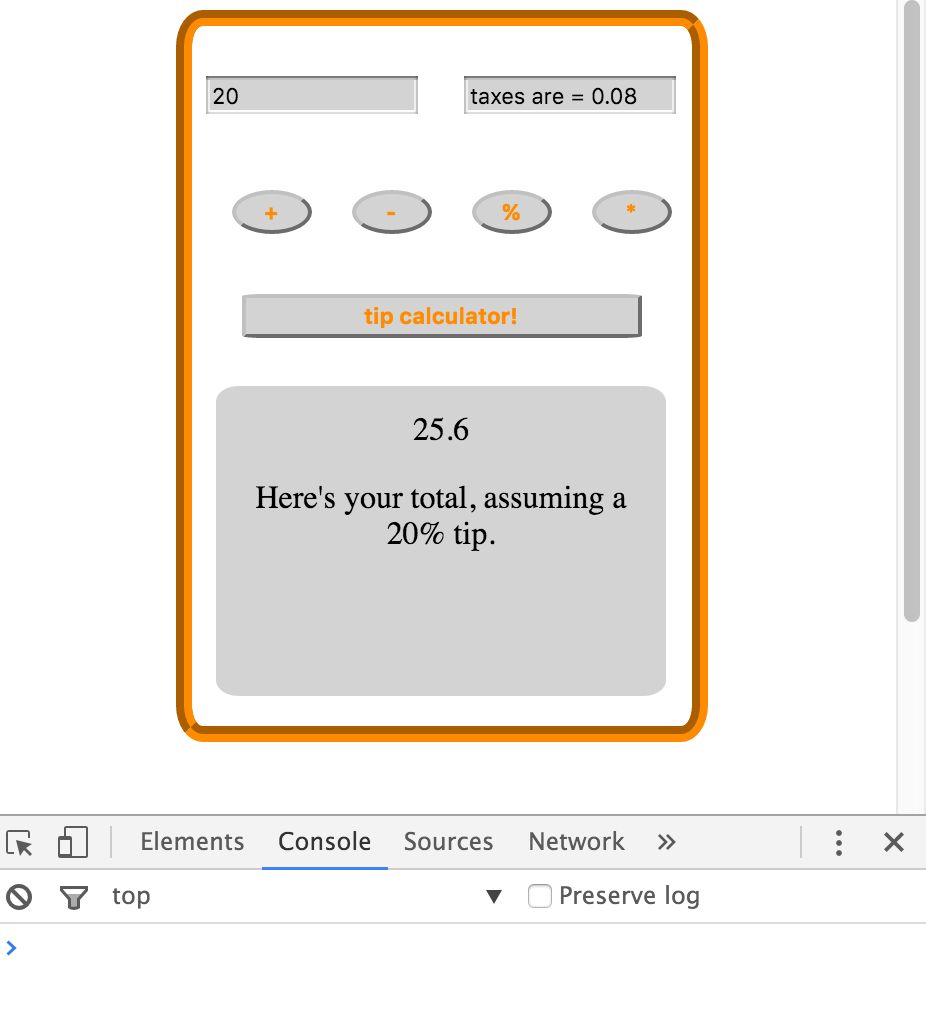 20
taxes are = 0.08
+ - % *
tip calculator!
25.6
Here's your total, assuming a
20% tip.
Elements Console Sources Network »
top ▼ Preserve log
>